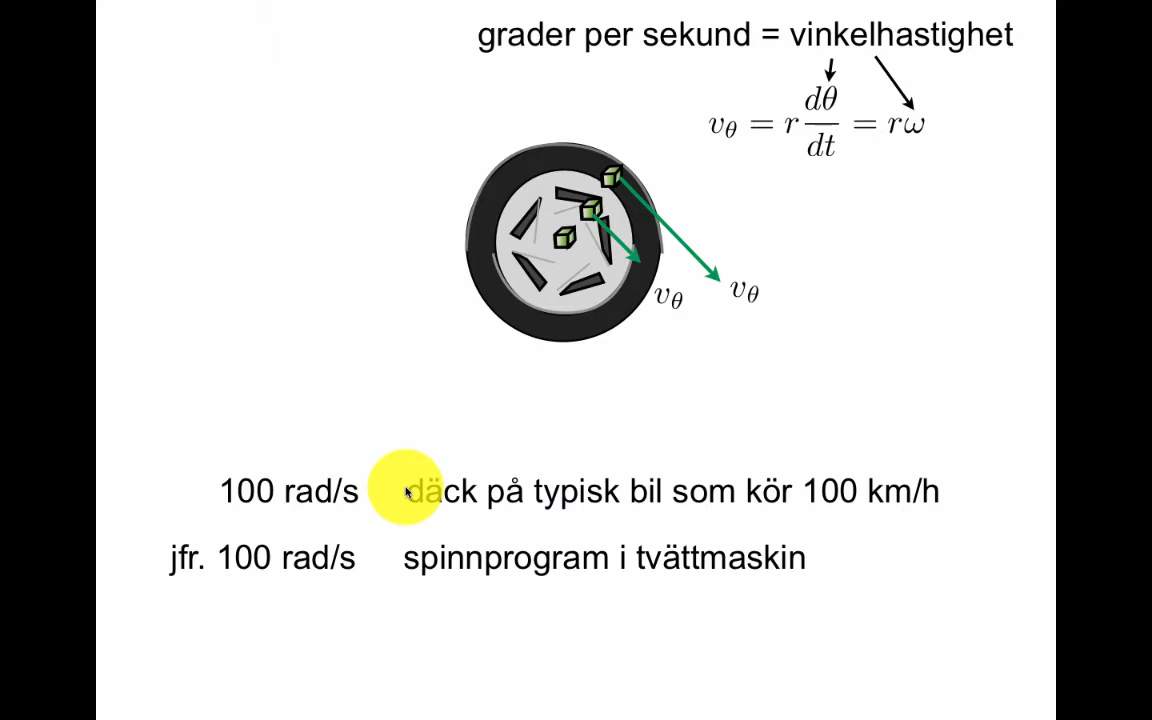 grader per sekund = vinkelhastighet
v_θ = r dθ/dt = rω
v_θ
v_θ
100 rad/s däck på typisk bil som kör 100 km/h
jfr. 100 rad/s spinnprogram i tvättmaskin